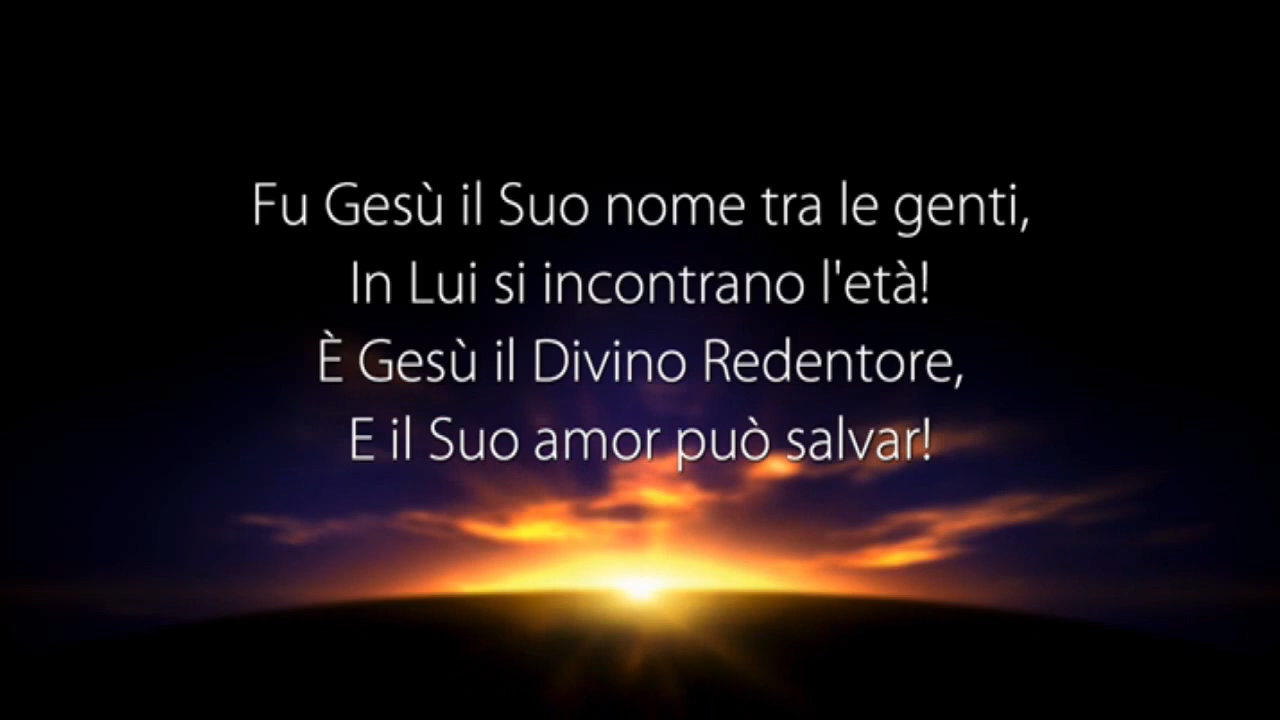 Fu Gesù il Suo nome tra le genti,
In Lui si incontrano l'età!
È Gesù il Divino Redentore,
E il Suo amor può salvar!